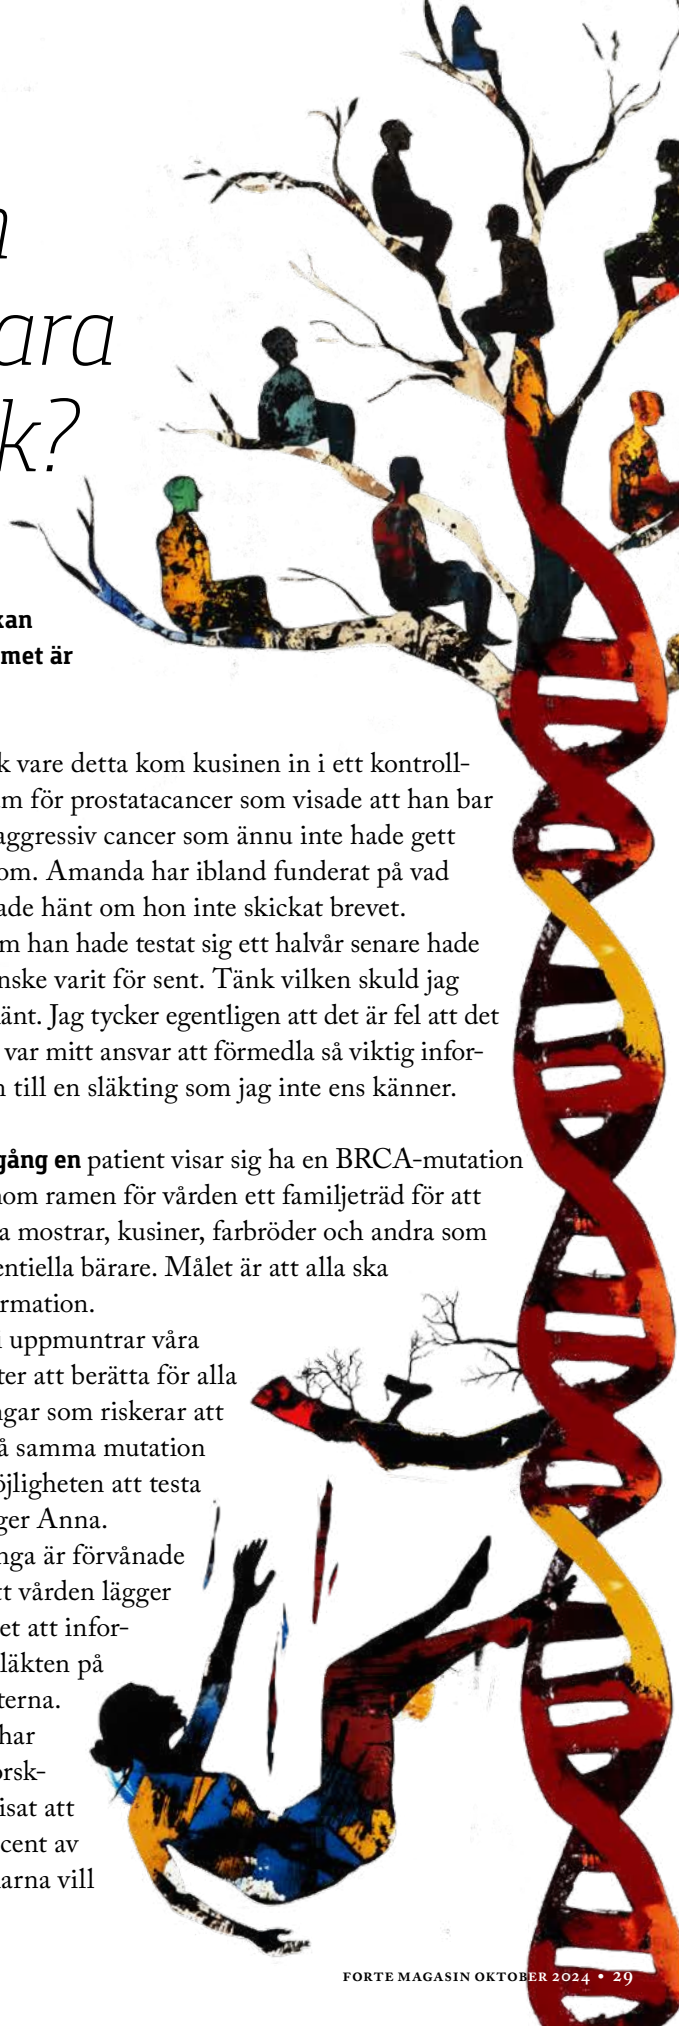 ara
k?
kan
met är
k vare detta kom kusinen in i ett kontroll-
m för prostatacancer som visade att han bar
aggressiv cancer som ännu inte hade gett
om. Amanda har ibland funderat på vad
ade hänt om hon inte skickat brevet.
m han hade testat sig ett halvår senare hade
nske varit för sent. Tänk vilken skuld jag
änt. Jag tycker egentligen att det är fel att det
var mitt ansvar att förmedla så viktig infor-
n till en släkting som jag inte ens känner.
gång en patient visar sig ha en BRCA-mutation
nom ramen för vården ett familjeträd för att
a mostrar, kusiner, farbröder och andra som
entiella bärare. Målet är att alla ska
rmation.
i uppmuntrar våra
ter att berätta för alla
ngar som riskerar att
å samma mutation
öjligheten att testa
ger Anna.
nga är förvånade
tt vården lägger
et att infor-
läkten på
terna.
har
orsk-
isat att
cent av
arna vill
FORTE MAGASIN OKTOBER 2024 • 29